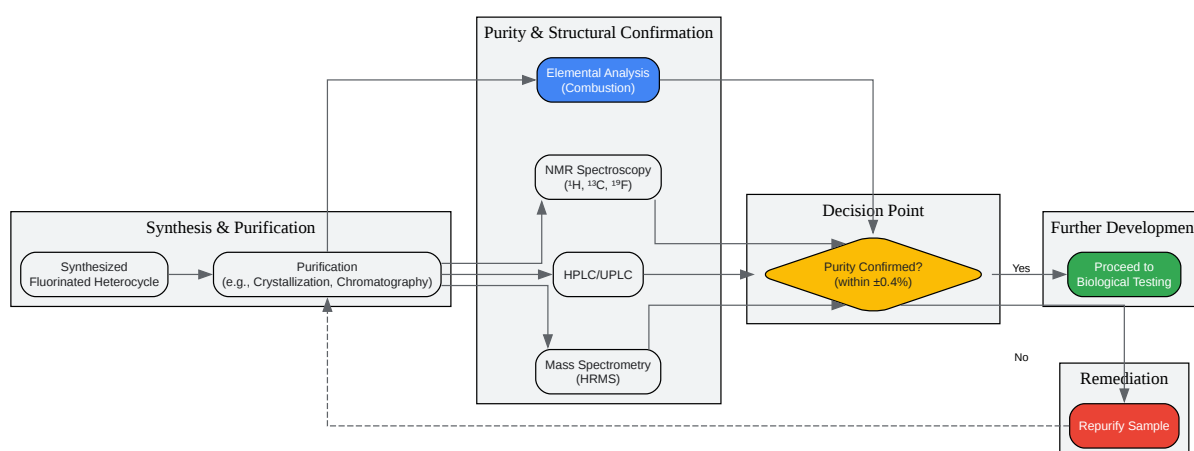 Purity & Structural Confirmation
Elemental Analysis
(Combustion)
NMR Spectroscopy
(¹H, ¹³C, ¹⁹F)
Synthesis & Purification
Synthesized
Fluorinated Heterocycle
Purification
(e.g., Crystallization, Chromatography)
HPLC/UPLC
Mass Spectrometry
(HRMS)
Decision Point
Purity Confirmed?
(within ±0.4%)
Yes
No
Further Development
Proceed to
Biological Testing
Remediation
Repurify Sample